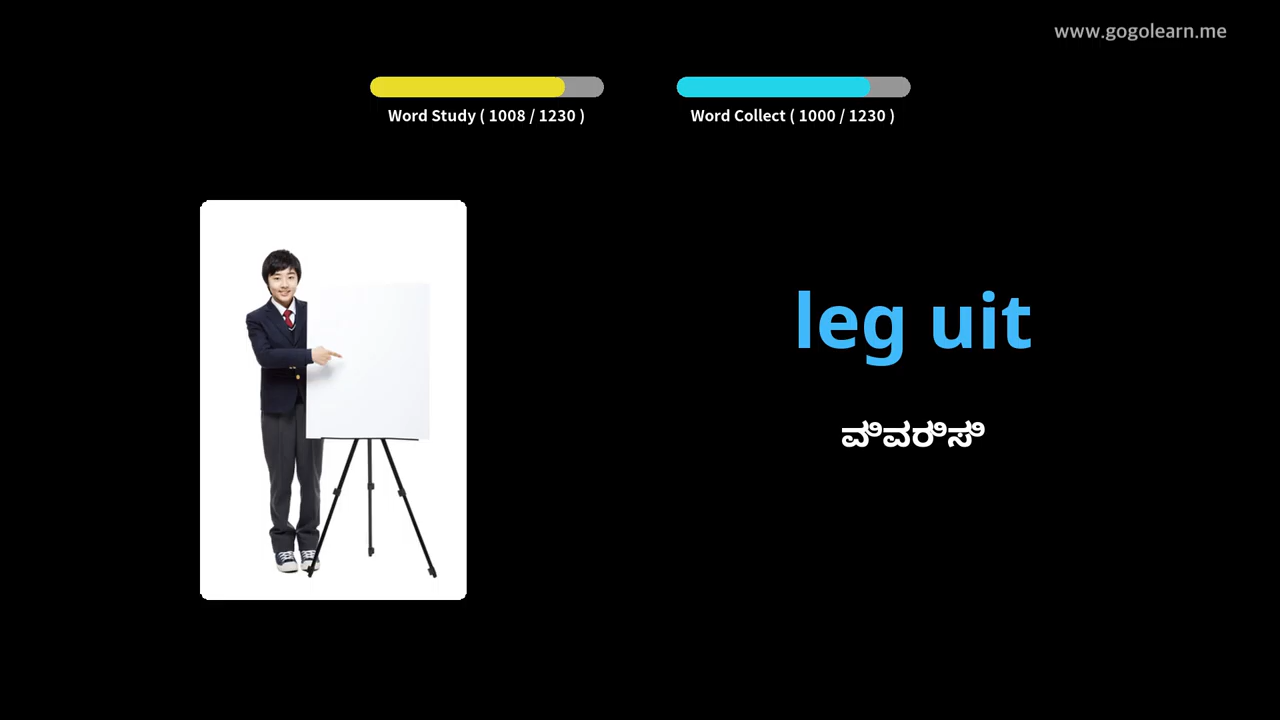 www.gogolearn.me
Word Study ( 1008 / 1230 )
Word Collect ( 1000 / 1230 )
leg uit
ವಿವರಿಸಿ